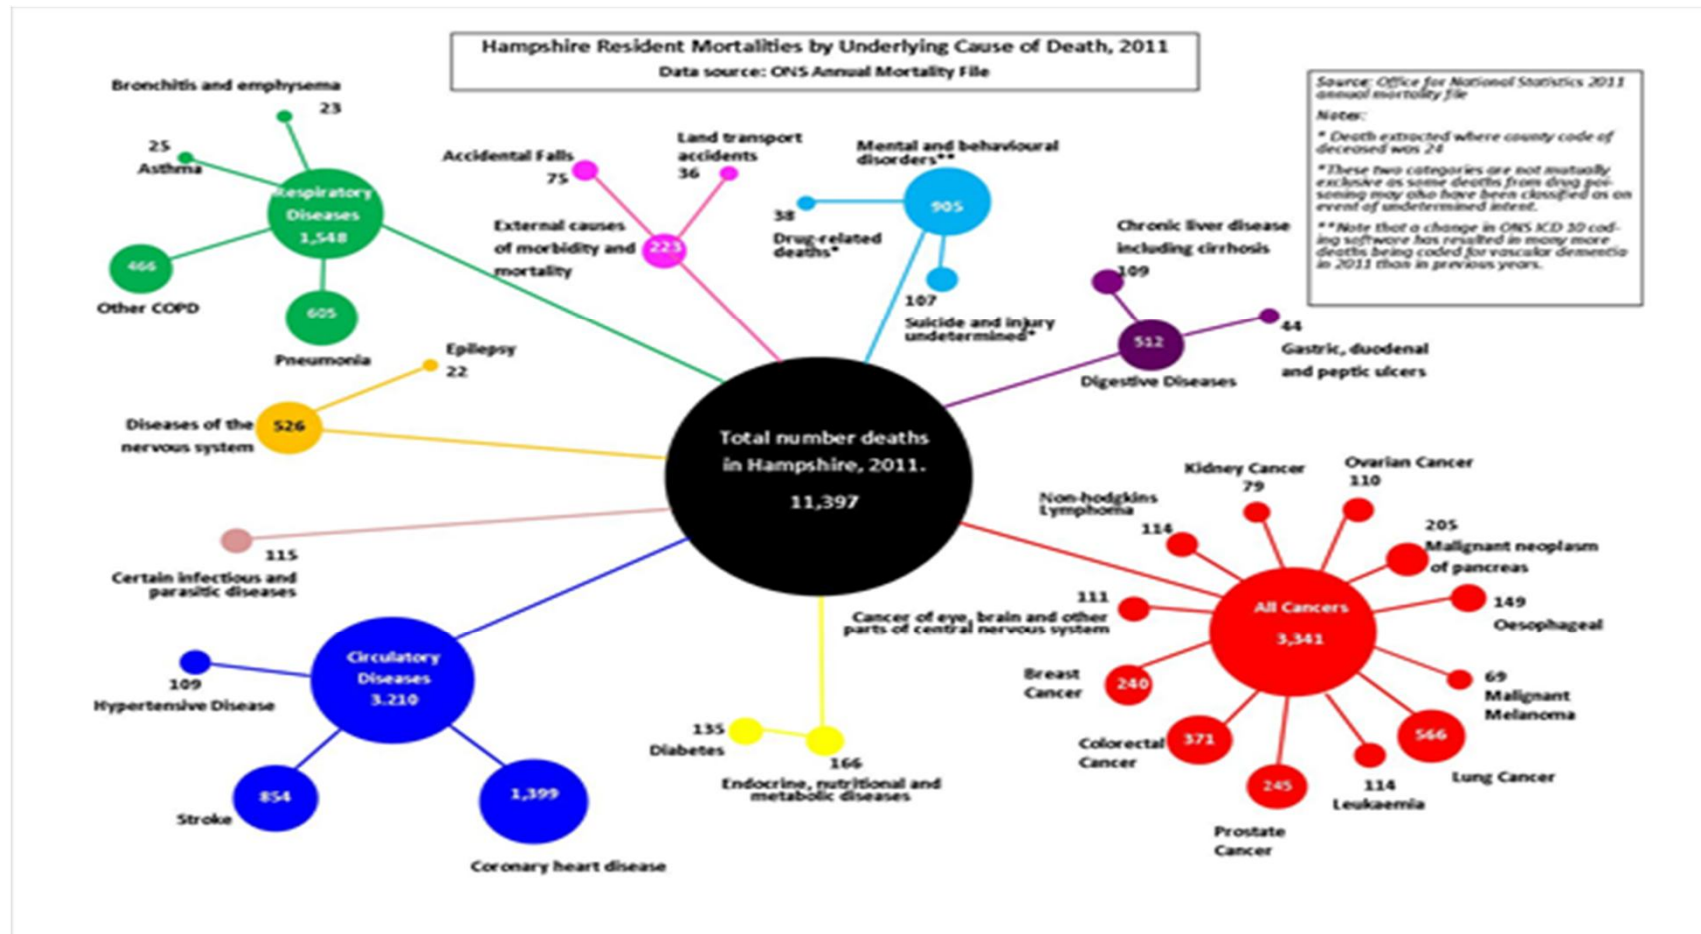 Hampshire Resident Mortalities by Underlying Cause of Death, 2011
Data source: ONS Annual Mortality File
Source: Office for National Statistics 2011
annual mortality file
Notes:
* Death extracted where county code of
deceased was 24
*These two categories are not mutually
exclusive as some deaths from drug poi-
soning may also have been classified as an
event of undetermined intent.
**Note that a change in ONS ICD 10 cod-
ing software has resulted in many more
deaths being coded for vascular dementia
in 2011 than in previous years.
Bronchitis and emphysema
23
25
Asthma
Respiratory
Diseases
1,548
466
Other COPD
605
Pneumonia
Accidental Falls
75
Land transport
accidents
36
External causes
of morbidity and
mortality
223
Mental and behavioural
disorders**
905
38
Drug-related
deaths*
107
Suicide and injury
undetermined*
Chronic liver disease
including cirrhosis
109
512
Digestive Diseases
44
Gastric, duodenal
and peptic ulcers
Epilepsy
22
Diseases of the
nervous system
526
Total number deaths
in Hampshire, 2011.
11,397
115
Certain infectious and
parasitic diseases
Circulatory
Diseases
3.210
109
Hypertensive Disease
854
Stroke
1,399
Coronary heart disease
135
Diabetes
166
Endocrine, nutritional and
metabolic diseases
All Cancers
3,341
Kidney Cancer
79
Ovarian Cancer
110
Non-hodgkins
Lymphoma
114
205
Malignant neoplasm
of pancreas
149
Oesophageal
111
Cancer of eye, brain and other
parts of central nervous system
69
Malignant
Melanoma
Breast
Cancer
240
566
Lung Cancer
Colorectal
Cancer
371
245
Prostate
Cancer
114
Leukaemia